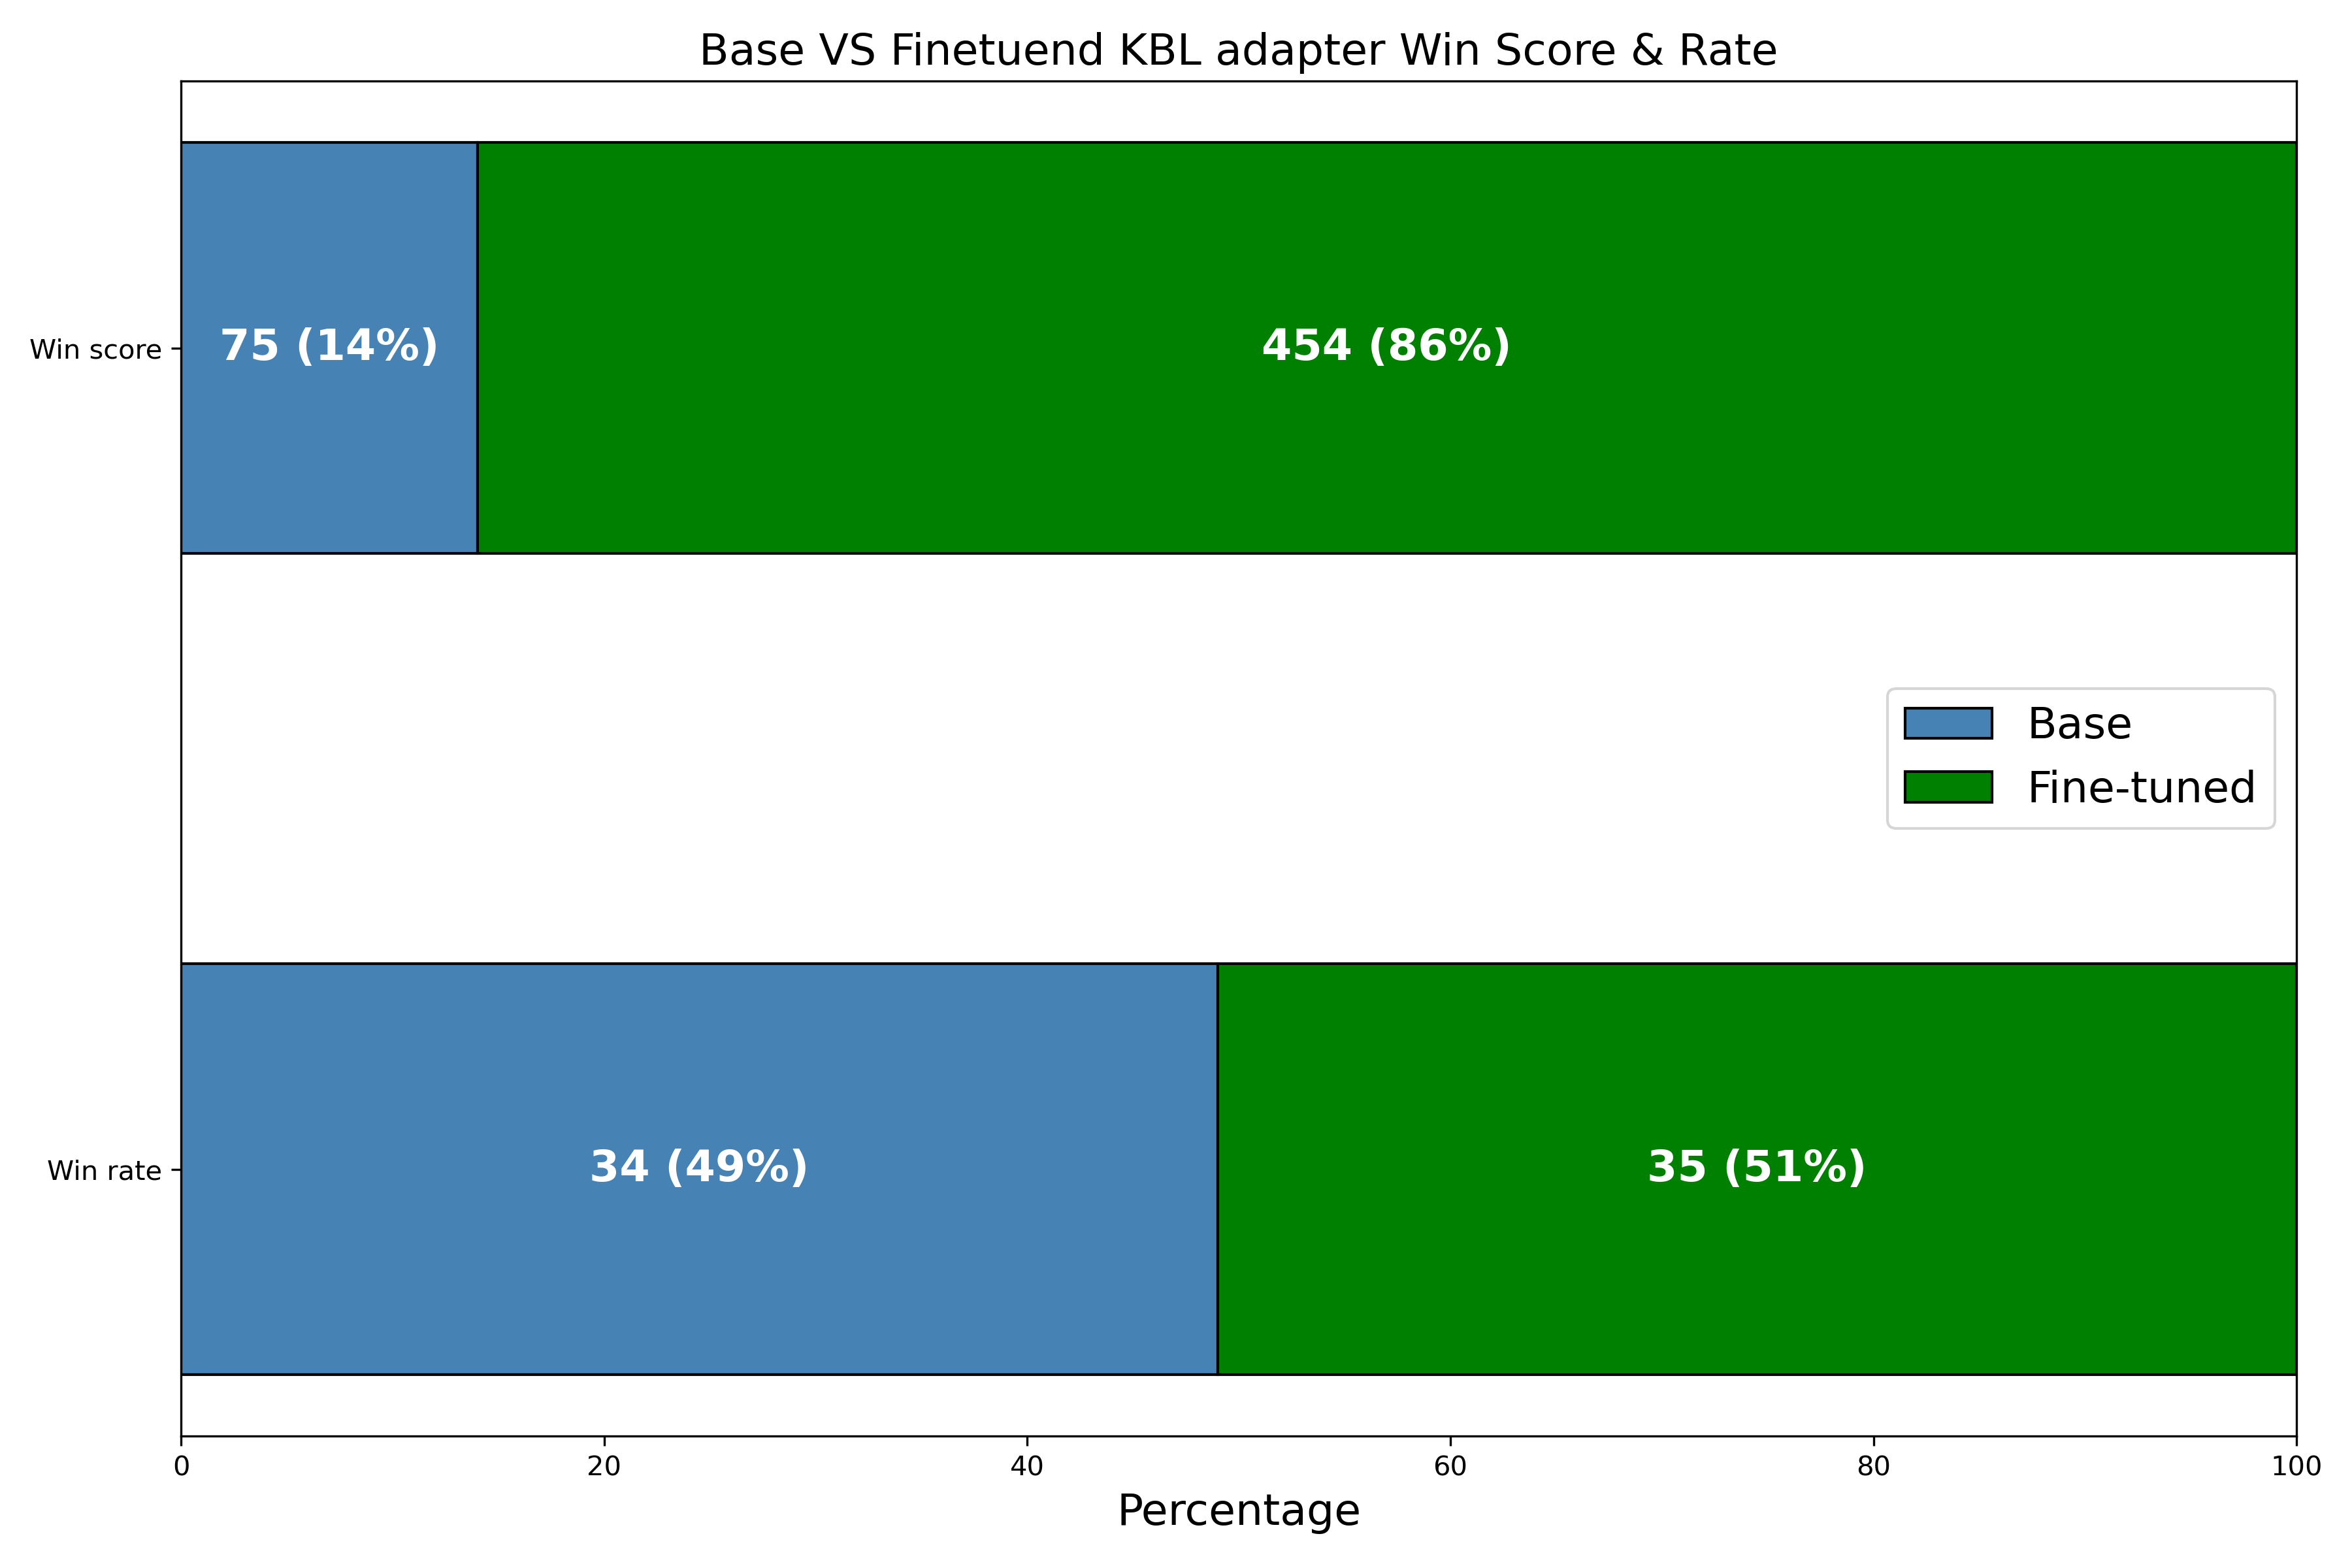 Base VS Finetuend KBL adapter Win Score & Rate
Win score
75 (14%)
454 (86%)
Base
Fine-tuned
Win rate
34 (49%)
35 (51%)
0 20 40 60 80 100
Percentage